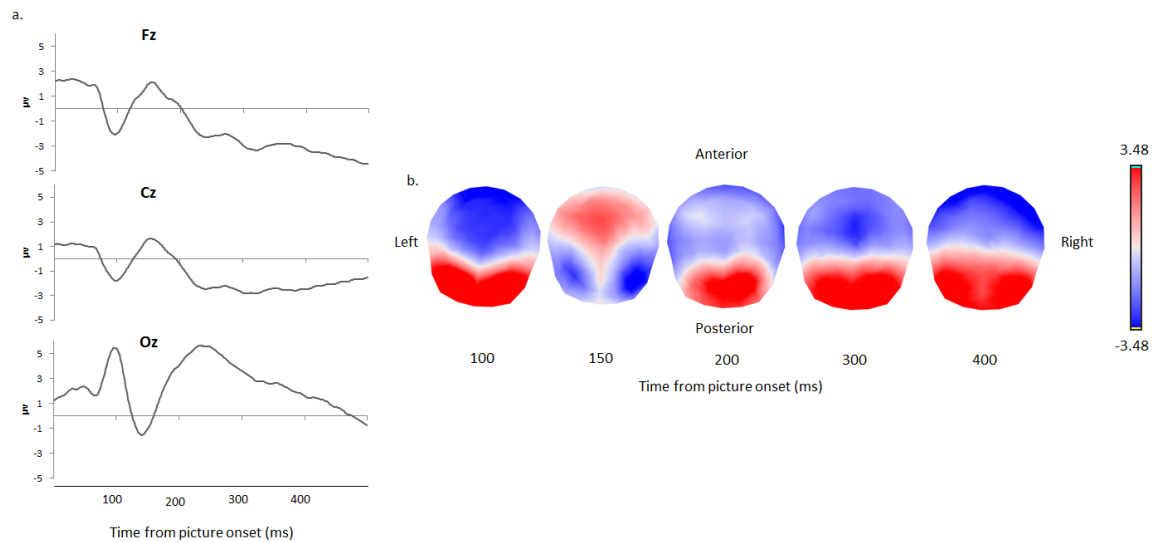 a.
Fz
5
3
1
-1
-3
-5
μv
Cz
5
3
1
-1
-3
-5
μv
Oz
5
3
1
-1
-3
-5
μv
100 200 300 400
Time from picture onset (ms)
b.
Anterior
Left
Right
Posterior
100 150 200 300 400
Time from picture onset (ms)
3.48
-3.48